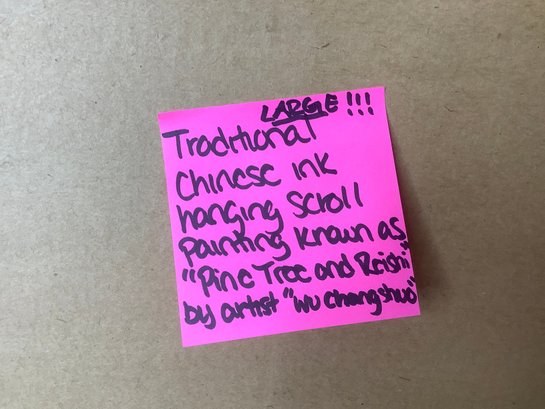 LARGE !!!
Traditional
Chinese ink
hanging scroll
painting known as
"Pine Tree and Reishi"
by artist "Wu Changshuo"